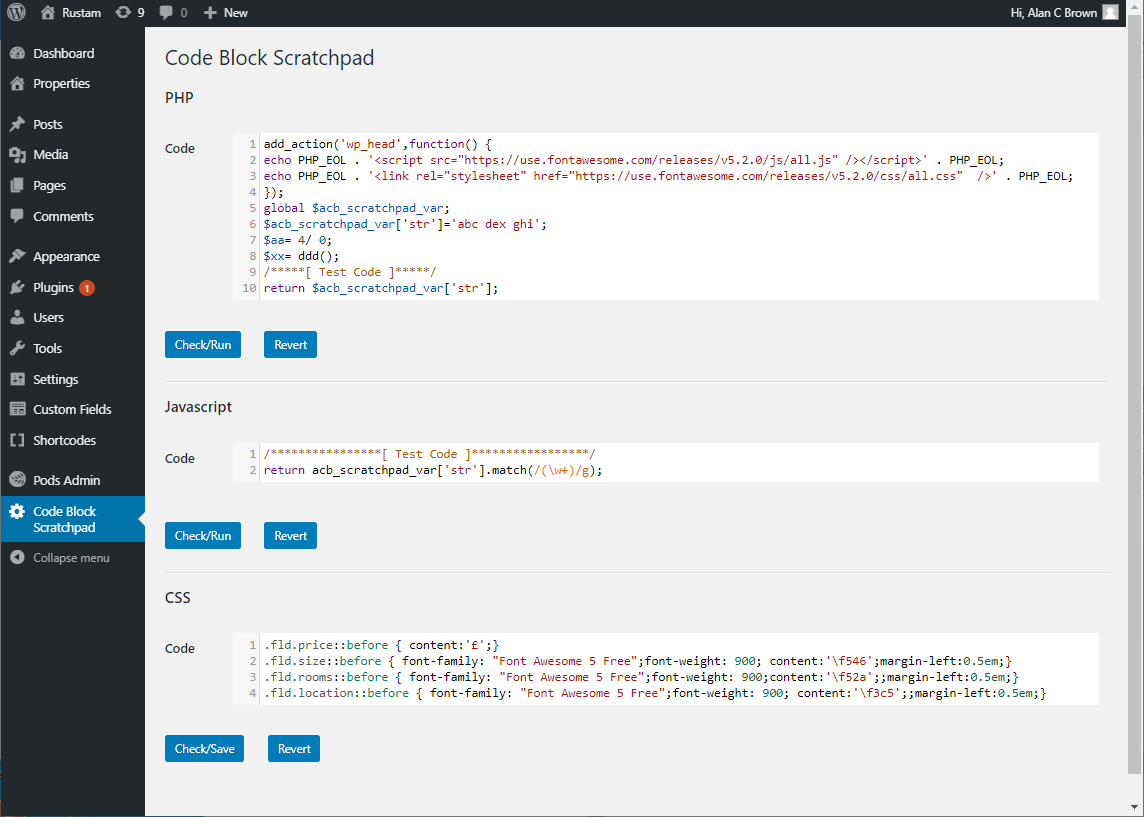 Rustam 9 0 New Hi, Alan C Brown
Dashboard
Properties
Posts
Media
Pages
Comments
Appearance
Plugins 1
Users
Tools
Settings
Custom Fields
Shortcodes
Pods Admin
Code Block
Scratchpad
Collapse menu
Code Block Scratchpad
PHP
Code
1 add_action('wp_head',function() {
2 echo PHP_EOL . '<script src="https://use.fontawesome.com/releases/v5.2.0/js/all.js" /></script>' . PHP_EOL;
3 echo PHP_EOL . '<link rel="stylesheet" href="https://use.fontawesome.com/releases/v5.2.0/css/all.css"  />' . PHP_EOL;
4 });
5 global $acb_scratchpad_var;
6 $acb_scratchpad_var['str']='abc dex ghi';
7 $aa= 4/ 0;
8 $xx= ddd();
9 /*****[ Test Code ]*****/
10 return $acb_scratchpad_var['str'];
Check/Run Revert
Javascript
Code
1 /****************[ Test Code ]*****************/
2 return acb_scratchpad_var['str'].match(/(\w+)/g);
Check/Run Revert
CSS
Code
1 .fld.price::before { content:'£';}
2 .fld.size::before { font-family: "Font Awesome 5 Free";font-weight: 900; content:'\f546';margin-left:0.5em;}
3 .fld.rooms::before { font-family: "Font Awesome 5 Free";font-weight: 900;content:'\f52a';;margin-left:0.5em;}
4 .fld.location::before { font-family: "Font Awesome 5 Free";font-weight: 900; content:'\f3c5';;margin-left:0.5em;}
Check/Save Revert